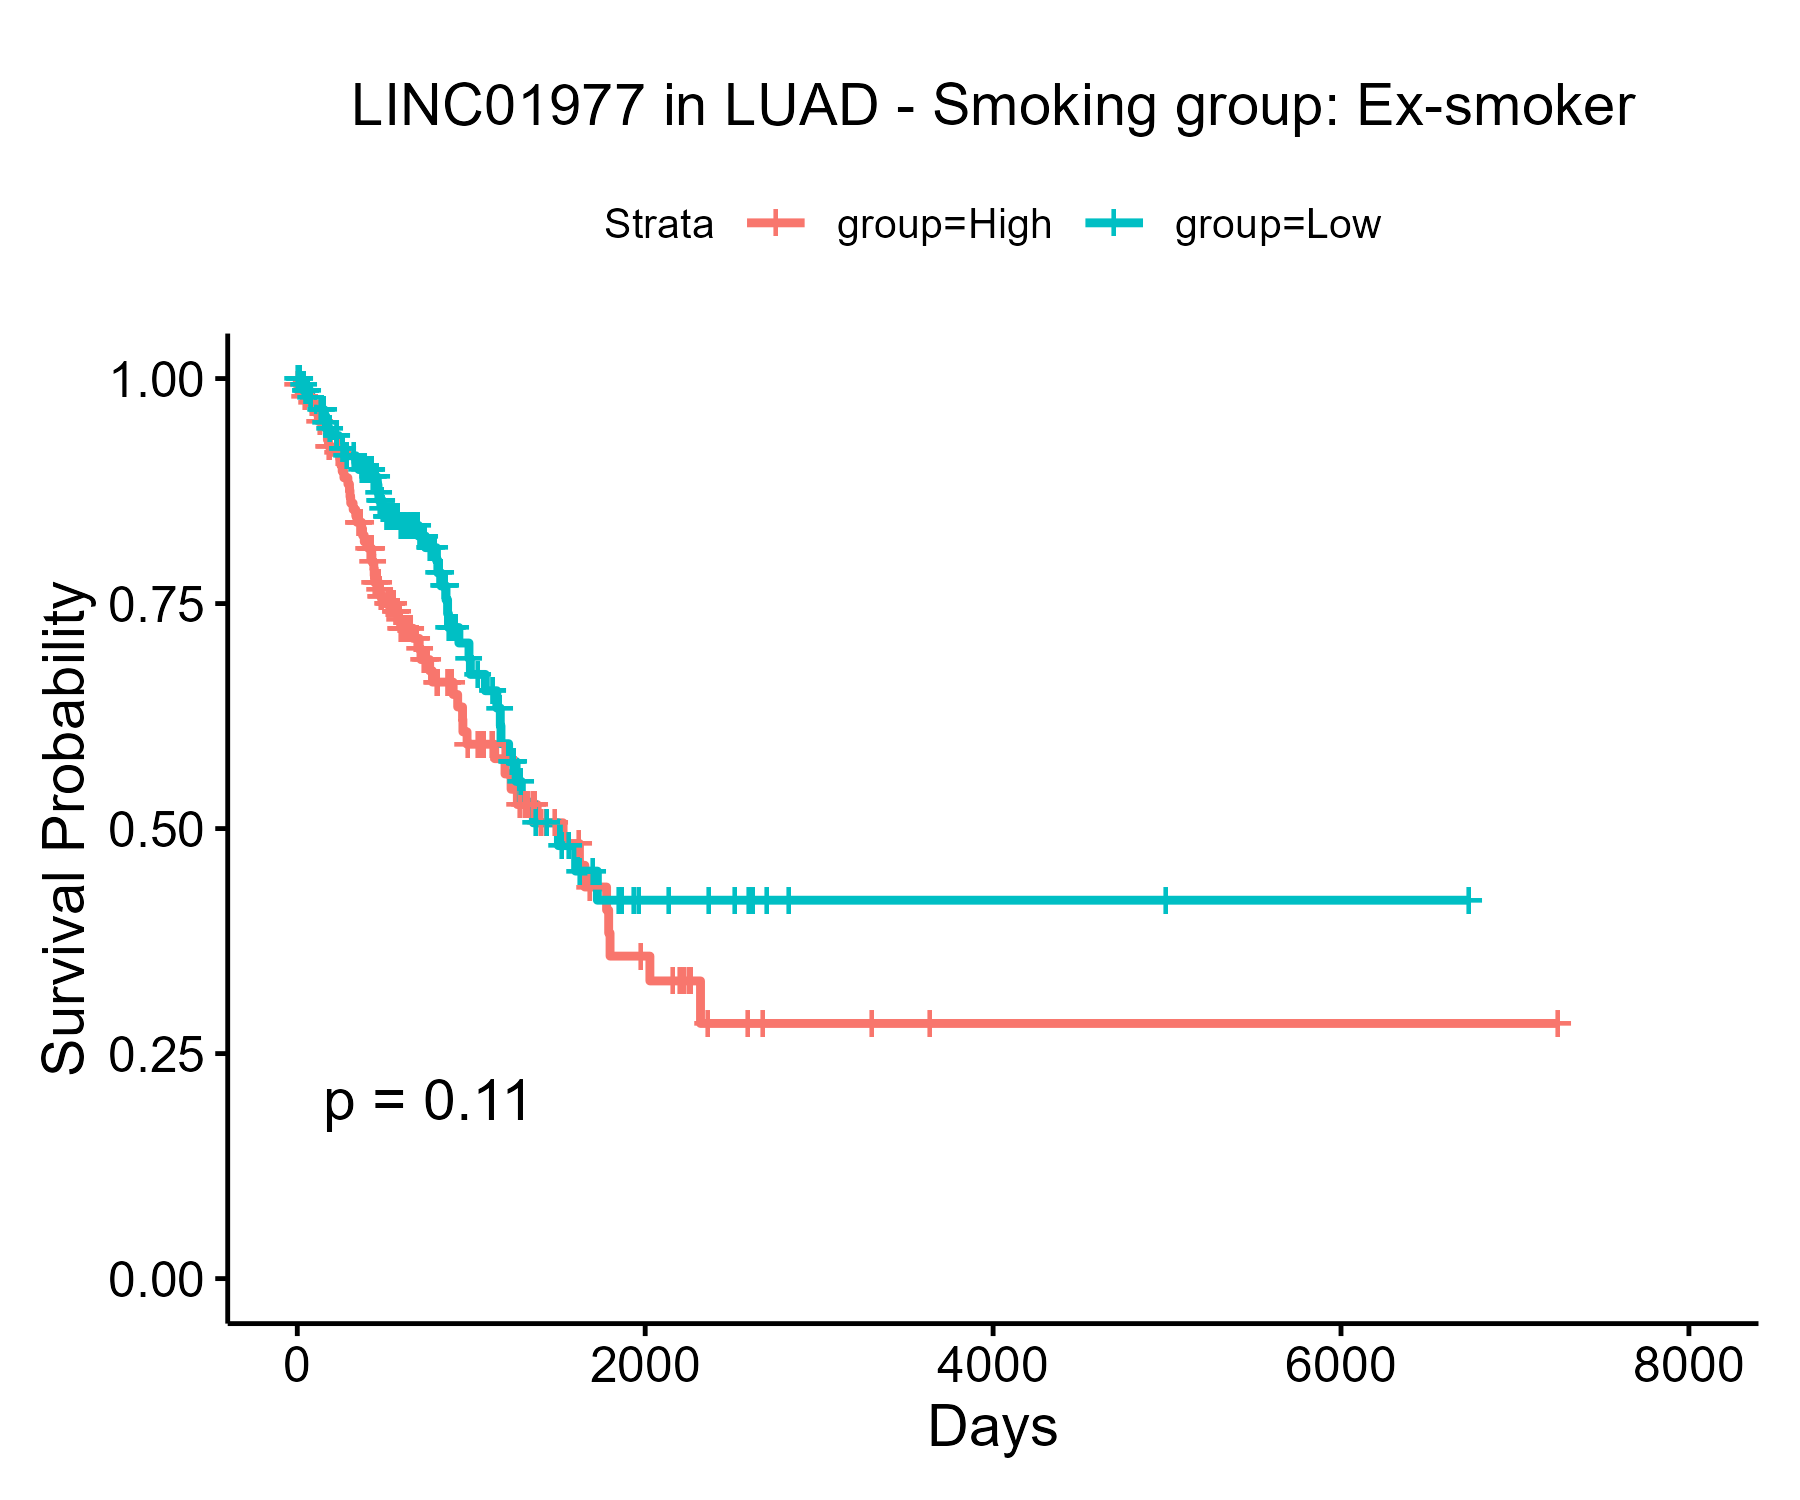 LINC01977 in LUAD - Smoking group: Ex-smoker
Strata group=High group=Low
Survival Probability
1.00
0.75
0.50
0.25
0.00
p = 0.11
0 2000 4000 6000 8000
Days